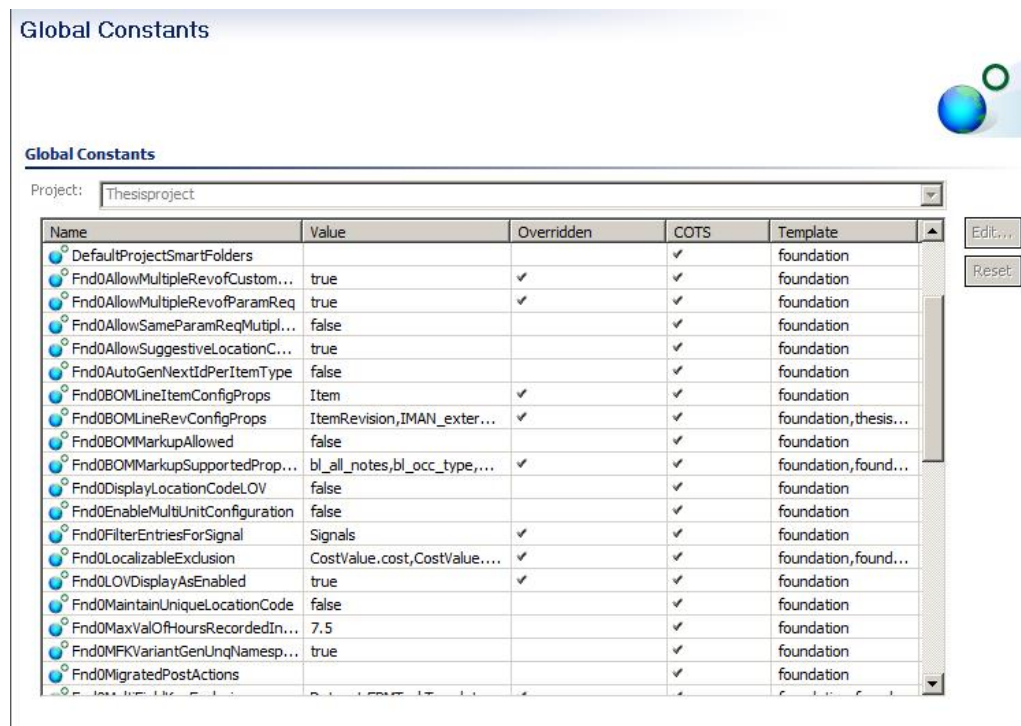 Global Constants
Global Constants
Project: Thesisproject
Name Value Overridden COTS Template
Edit...
DefaultProjectSmartFolders foundation
Reset
Fnd0AllowMultipleRevofCustom... true foundation
Fnd0AllowMultipleRevofParamReq true foundation
Fnd0AllowSameParamReqMutipl... false foundation
Fnd0AllowSuggestiveLocationC... true foundation
Fnd0AutoGenNextIdPerItemType false foundation
Fnd0BOMLineItemConfigProps Item foundation
Fnd0BOMLineRevConfigProps ItemRevision,IMAN_exter... foundation,thesis...
Fnd0BOMMarkupAllowed false foundation
Fnd0BOMMarkupSupportedProp... bl_all_notes,bl_occ_type,... foundation,found...
Fnd0DisplayLocationCodeLOV false foundation
Fnd0EnableMultiUnitConfiguration false foundation
Fnd0FilterEntriesForSignal Signals foundation
Fnd0LocalizableExclusion CostValue.cost,CostValue.... foundation,found...
Fnd0LOVDisplayAsEnabled true foundation
Fnd0MaintainUniqueLocationCode false foundation
Fnd0MaxValOfHoursRecordedIn... 7.5 foundation
Fnd0MFKVariantGenUnqNamesp... true foundation
Fnd0MigratedPostActions foundation